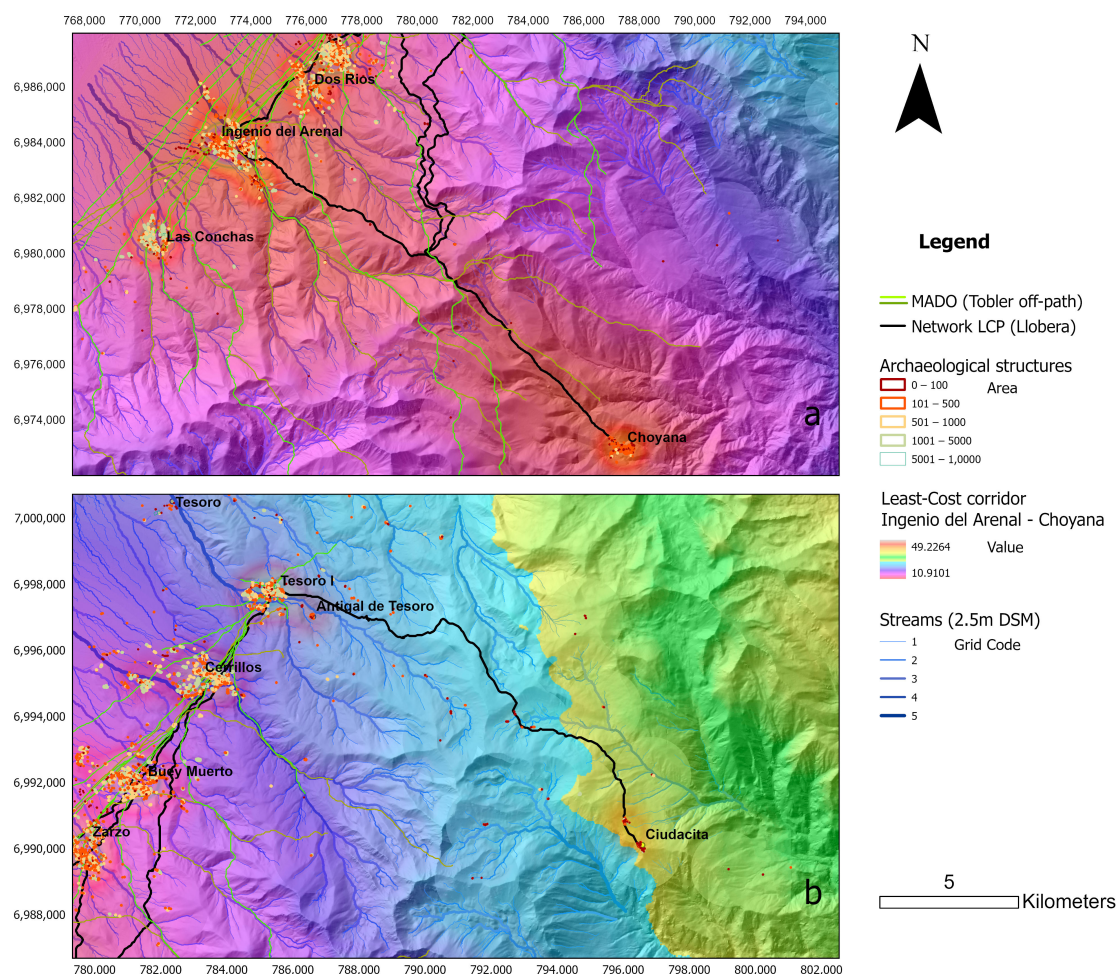 768,000 770,000 772,000 774,000 776,000 778,000 780,000 782,000 784,000 786,000 788,000 790,000 792,000 794,000
6,986,000
6,984,000
6,982,000
6,980,000
6,978,000
6,976,000
6,974,000
Dos Rios
Ingenio del Arenal
Las Conchas
Choyana
a
7,000,000
6,998,000
6,996,000
6,994,000
6,992,000
6,990,000
6,988,000
Tesoro
Tesoro I
Antigal de Tesoro
Cerrillos
Buey Muerto
Zarzo
Ciudacita
b
780,000 782,000 784,000 786,000 788,000 790,000 792,000 794,000 796,000 798,000 800,000 802,000
N
Legend
MADO (Tobler off-path)
Network LCP (Llobera)
Archaeological structures
0 – 100 Area
101 – 500
501 – 1000
1001 – 5000
5001 – 1,0000
Least-Cost corridor
Ingenio del Arenal - Choyana
49.2264 Value
10.9101
Streams (2.5m DSM)
1 Grid Code
2
3
4
5
5
Kilometers